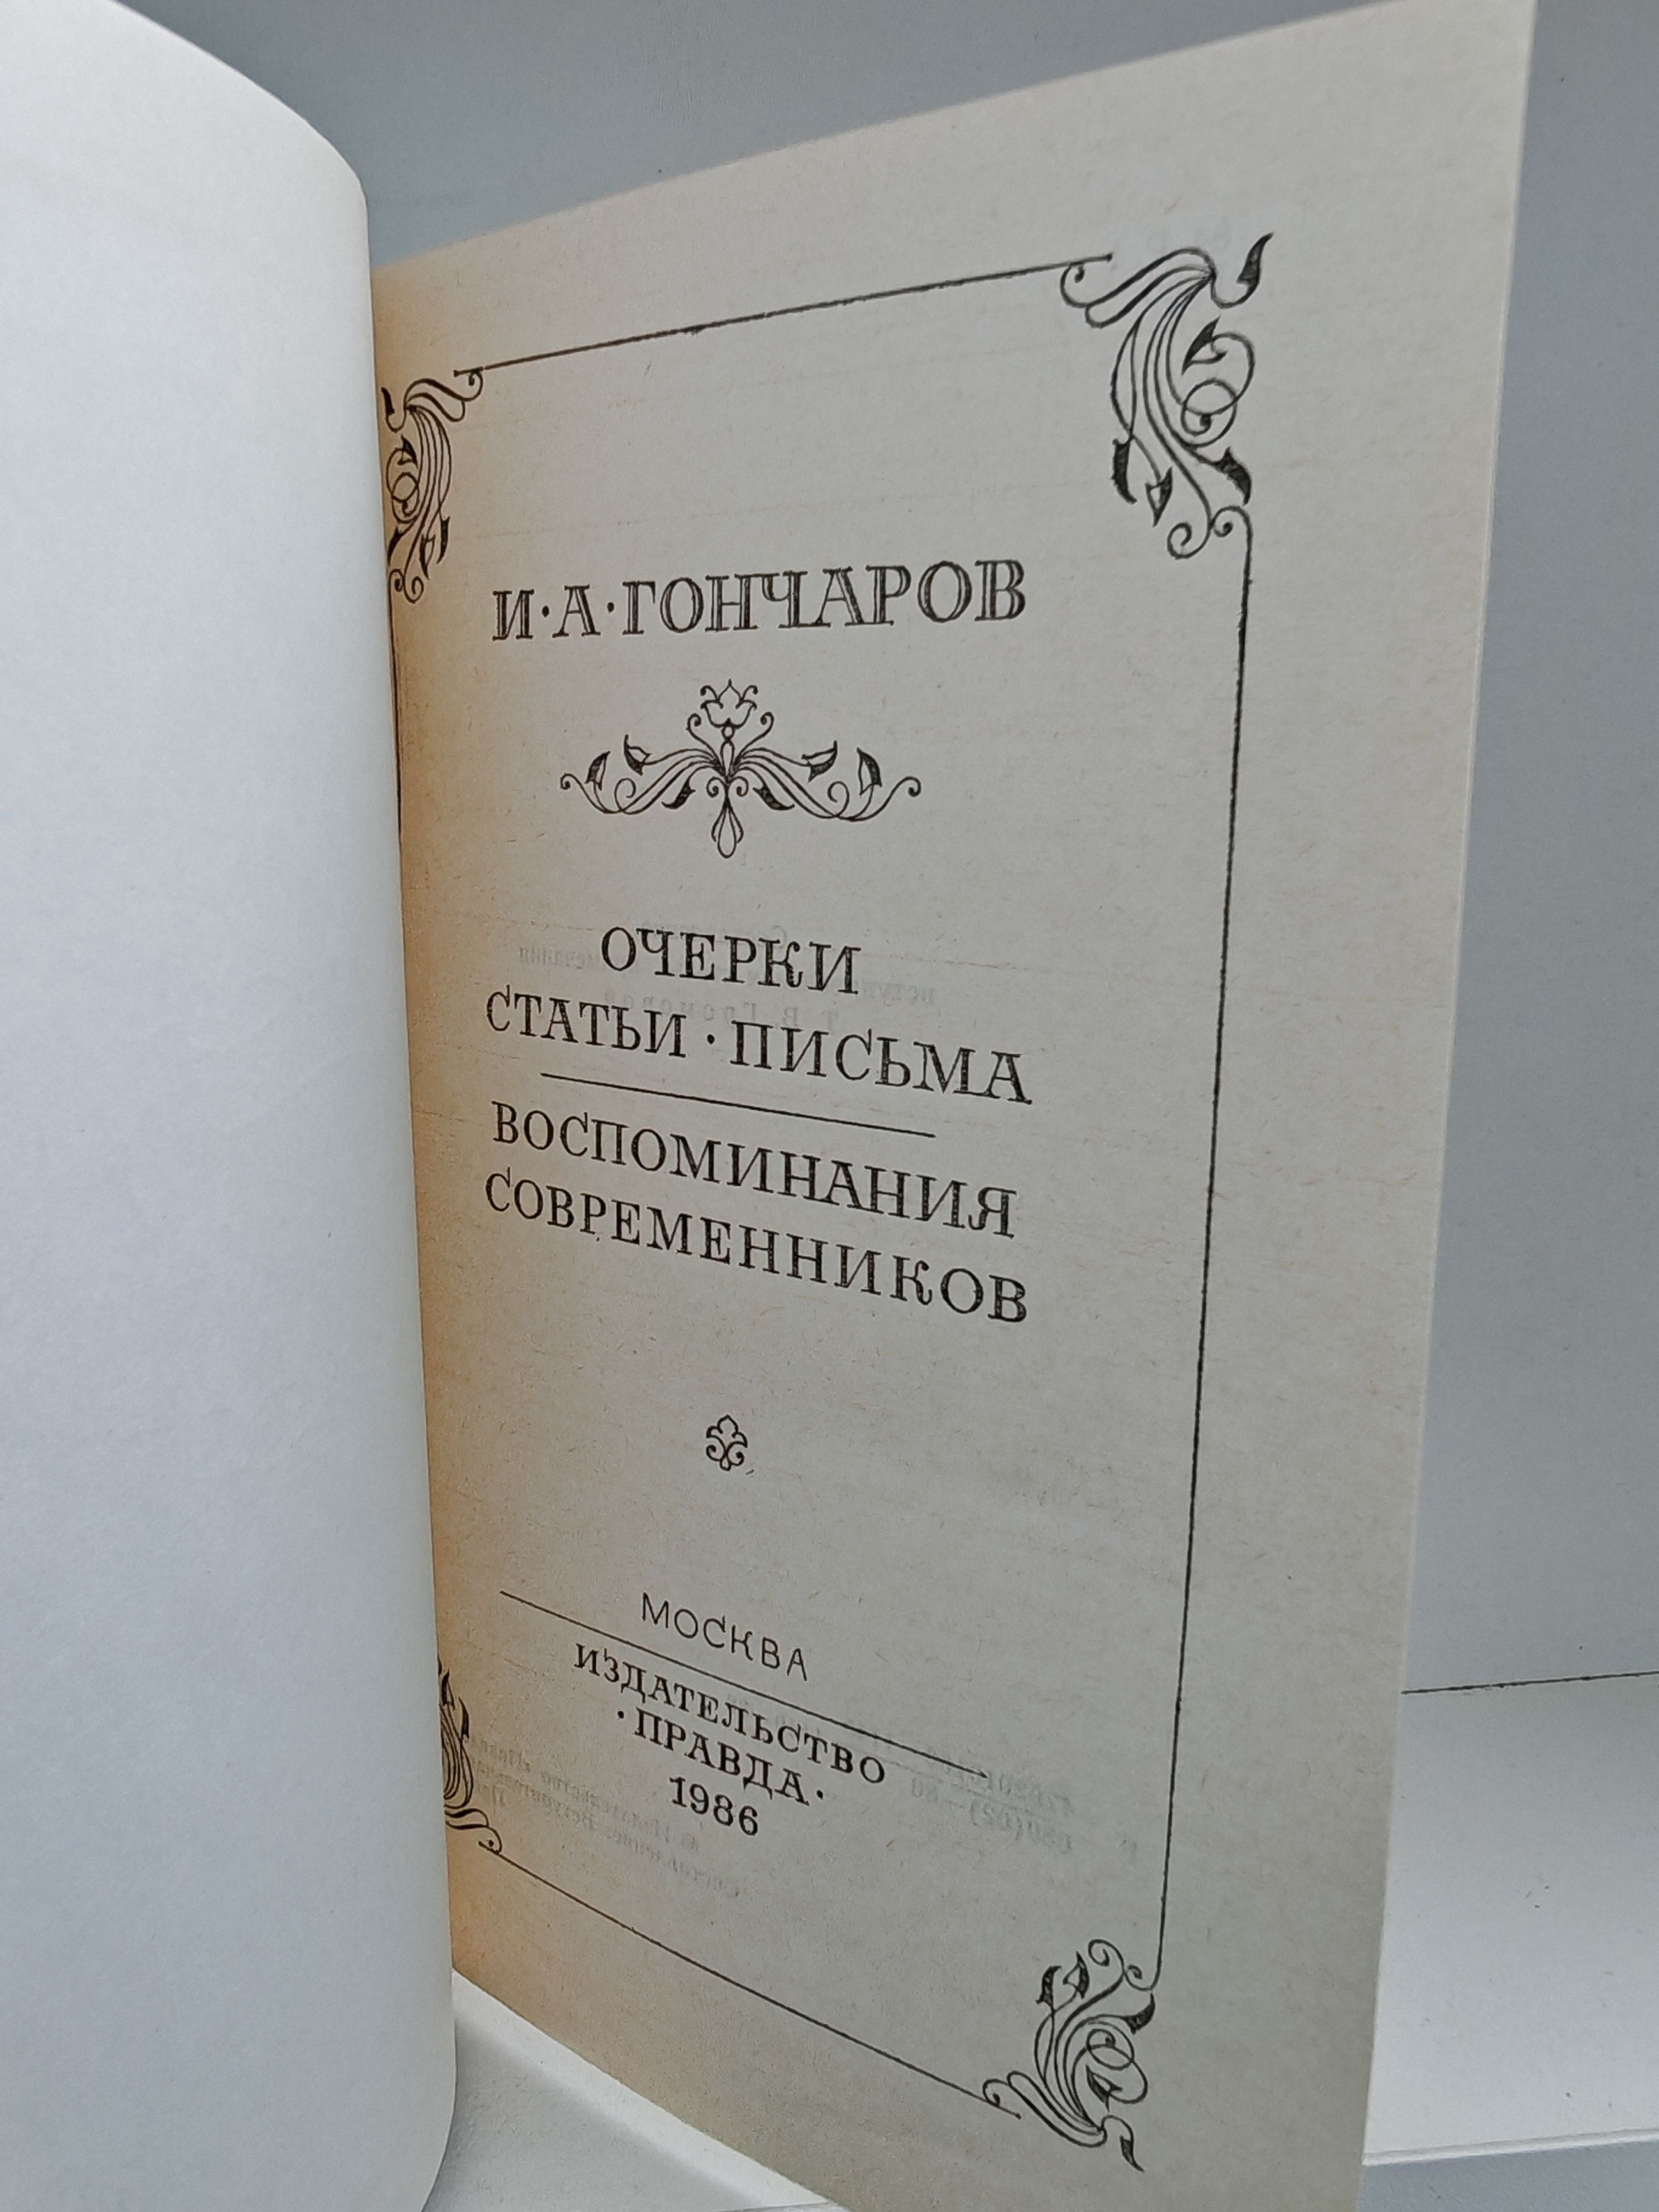 И·А·ГОНЧАРОВ
ОЧЕРКИ
СТАТЬИ·ПИСЬМА
ВОСПОМИНАНИЯ
СОВРЕМЕННИКОВ
МОСКВА
ИЗДАТЕЛЬСТВО
·ПРАВДА·
1986